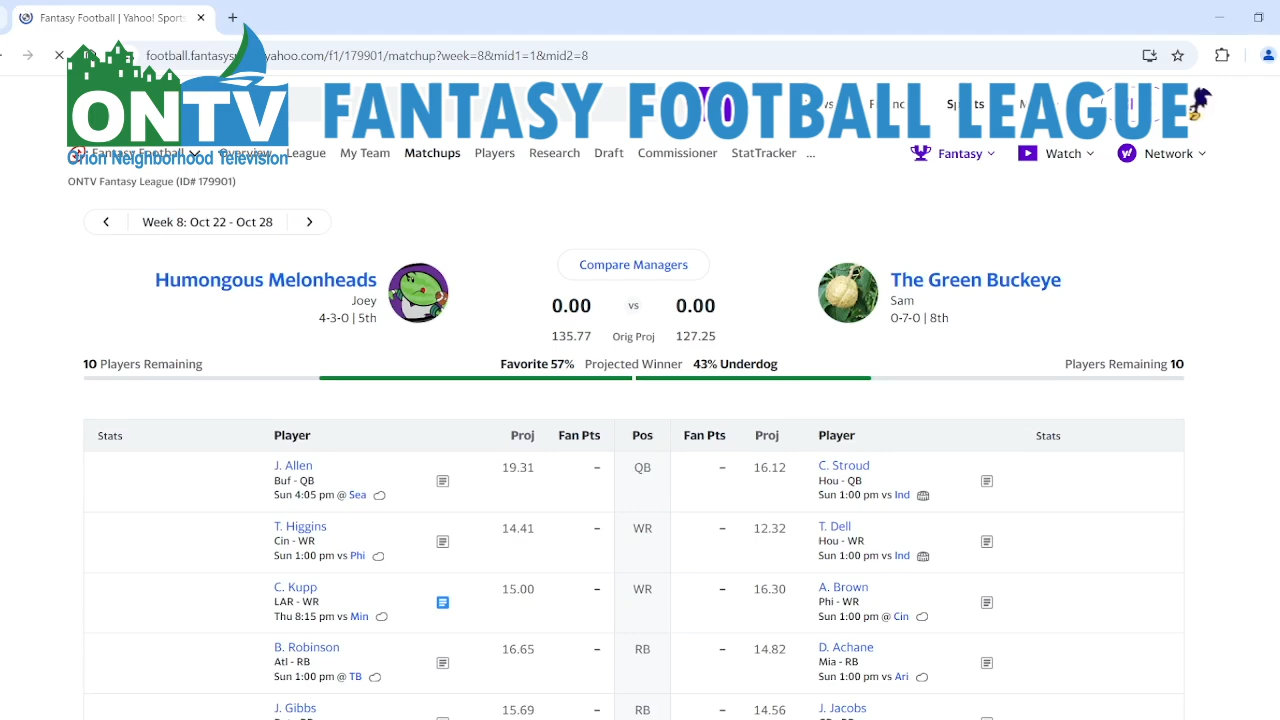 Fantasy Football | Yahoo! Sports
yahoo.com/f1/179901/matchup?week=8&mid1=1&mid2=8
ONTV
Orion Neighborhood Television
FANTASY FOOTBALL LEAGUE
Sports
Fantasy Football Overview League My Team Matchups Players Research Draft Commissioner StatTracker ... Fantasy Watch Network
ONTV Fantasy League (ID# 179901)
Week 8: Oct 22 - Oct 28
Compare Managers
Humongous Melonheads
Joey
4-3-0 | 5th
0.00 vs 0.00
135.77 Orig Proj 127.25
The Green Buckeye
Sam
0-7-0 | 8th
10 Players Remaining Favorite 57% Projected Winner 43% Underdog Players Remaining 10
Stats Player Proj Fan Pts Pos Fan Pts Proj Player Stats
J. Allen 19.31 – QB – 16.12 C. Stroud
Buf - QB Hou - QB
Sun 4:05 pm @ Sea Sun 1:00 pm vs Ind
T. Higgins 14.41 – WR – 12.32 T. Dell
Cin - WR Hou - WR
Sun 1:00 pm vs Phi Sun 1:00 pm vs Ind
C. Kupp 15.00 – WR – 16.30 A. Brown
LAR - WR Phi - WR
Thu 8:15 pm vs Min Sun 1:00 pm @ Cin
B. Robinson 16.65 – RB – 14.82 D. Achane
Atl - RB Mia - RB
Sun 1:00 pm @ TB Sun 1:00 pm vs Ari
J. Gibbs 15.69 – RB – 14.56 J. Jacobs